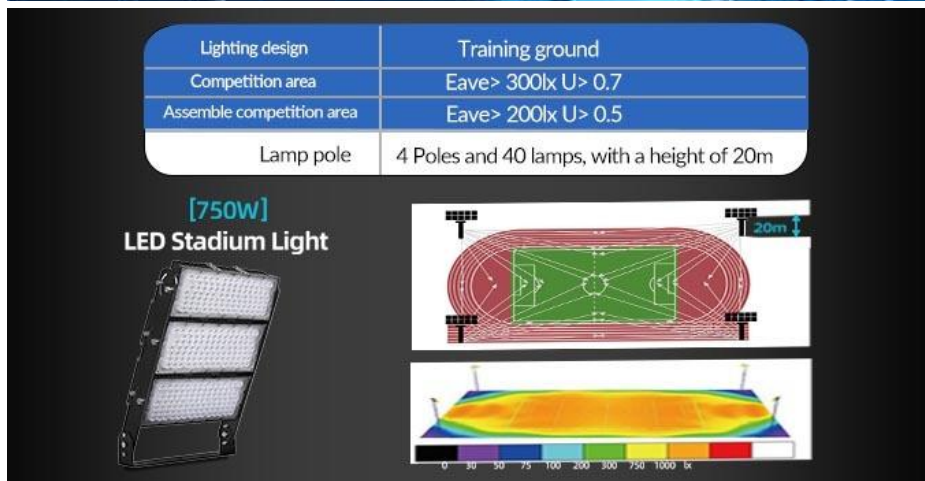 Lighting design Training ground
Competition area Eave> 300lx U> 0.7
Assemble competition area Eave> 200lx U> 0.5
Lamp pole 4 Poles and 40 lamps, with a height of 20m
[750W]
LED Stadium Light
20m
0 30 50 75 100 200 300 750 1000 lx